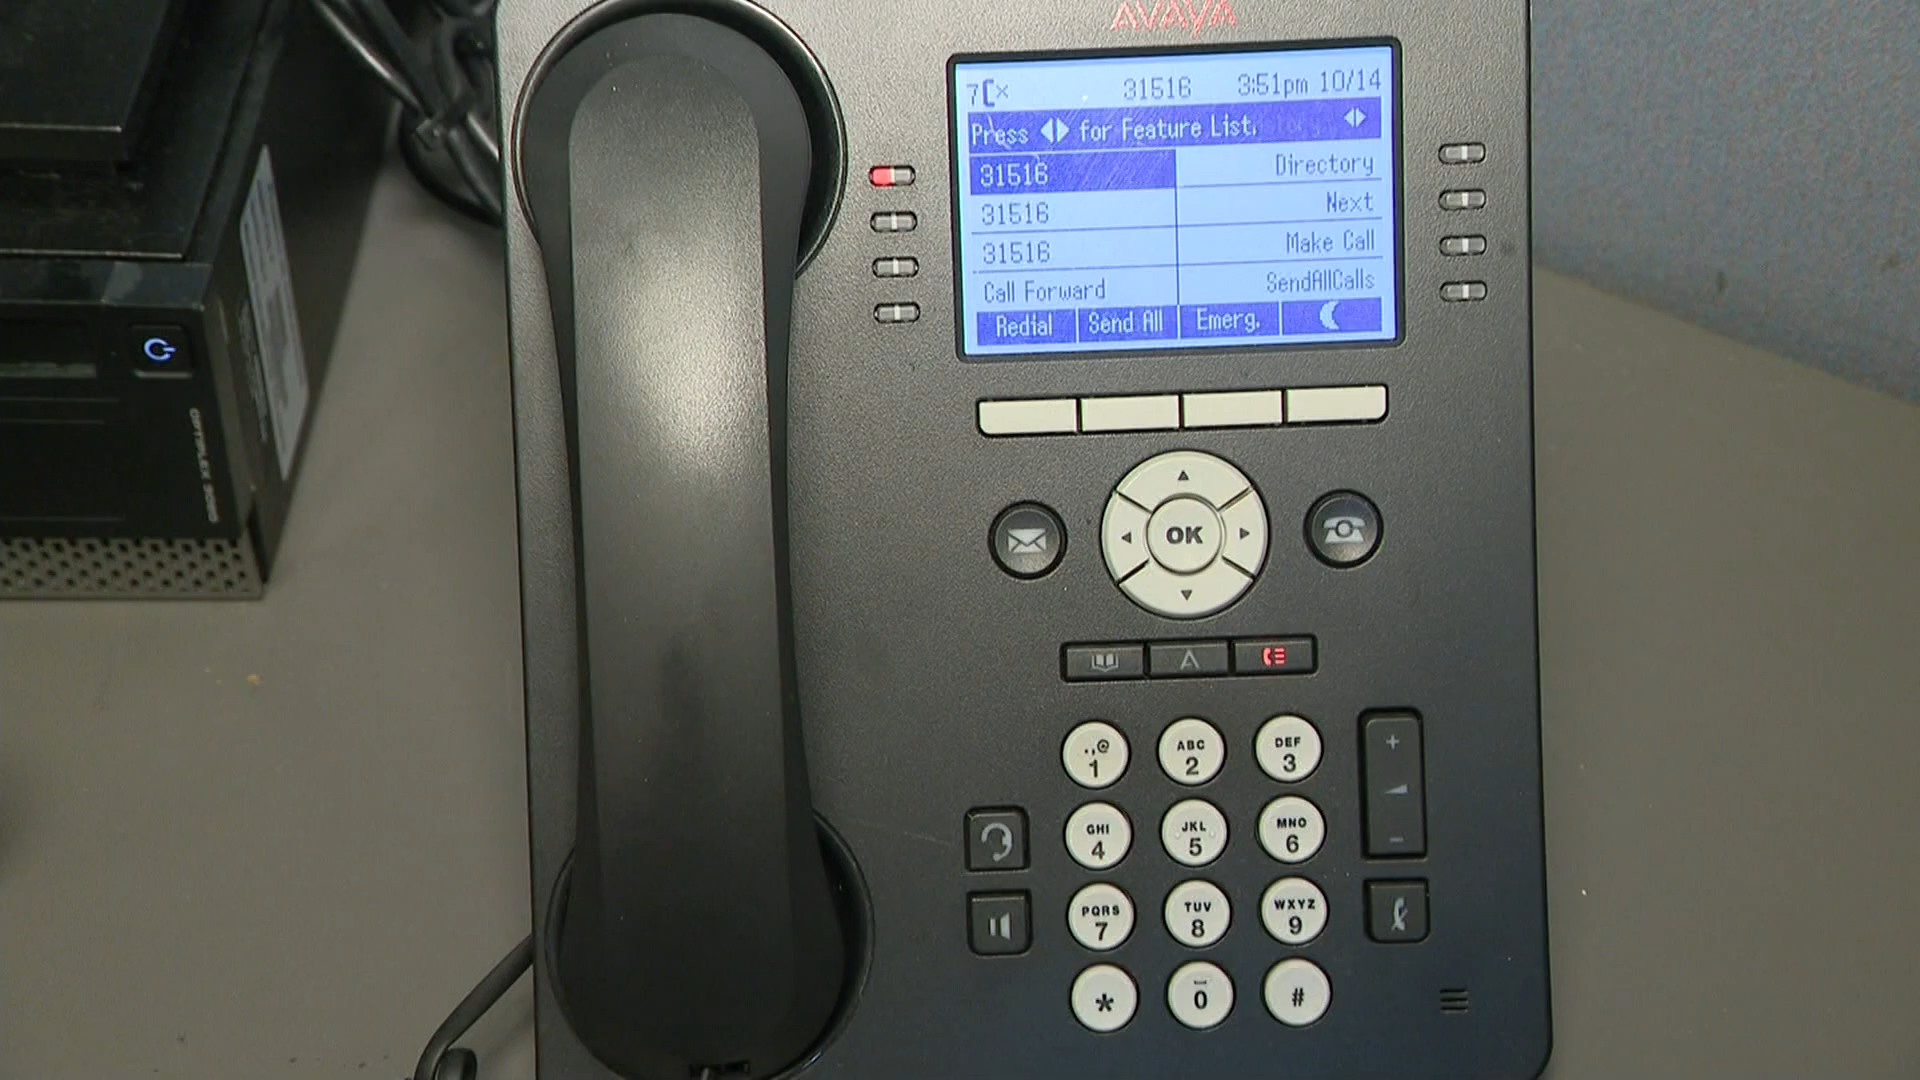 AVAYA
7 31516 3:51pm 10/14
Press ◀▶ for Feature List.
31516 Directory
31516 Next
31516 Make Call
Call Forward SendAllCalls
Redial Send All Emerg.
OK
.,@ 1
ABC 2
DEF 3
GHI 4
JKL 5
MNO 6
PQRS 7
TUV 8
WXYZ 9
*
0
#
+
-
OPTIPLEX